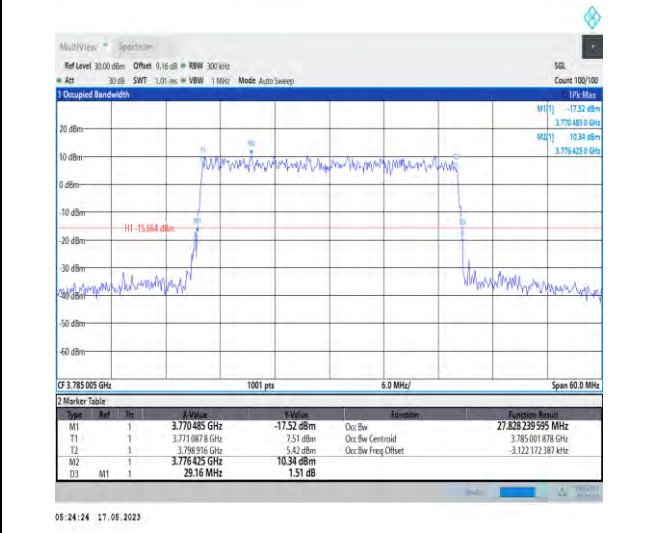 MultiView Spectrum
Ref Level 30.00 dBm Offset 9.16 dB RBW 300 kHz SGL
Att 30 dB SWT 1.01 ms VBW 1 MHz Mode Auto Sweep Count 100/100
1 Occupied Bandwidth 1Pk Max
M1[1] -17.52 dBm
3.770 485 0 GHz
20 dBm M2[1] 10.34 dBm
3.776 425 0 GHz
M2
T1
10 dBm
0 dBm
-10 dBm
M1
H1 -15.664 dBm
-20 dBm
-30 dBm
-40 dBm
-50 dBm
-60 dBm
CF 3.785 005 GHz 1001 pts 6.0 MHz/ Span 60.0 MHz
2 Marker Table
Type Ref Trc X-Value Y-Value Function Function Result
M1 1 3.770 485 GHz -17.52 dBm Occ Bw 27.828 239 595 MHz
T1 1 3.771 087 8 GHz 7.51 dBm Occ Bw Centroid 3.785 001 878 GHz
T2 1 3.798 916 GHz 5.42 dBm Occ Bw Freq Offset -3.122 172 387 kHz
M2 1 3.776 425 GHz 10.34 dBm
D3 M1 1 29.16 MHz 1.51 dB
05:24:24 17.05.2023